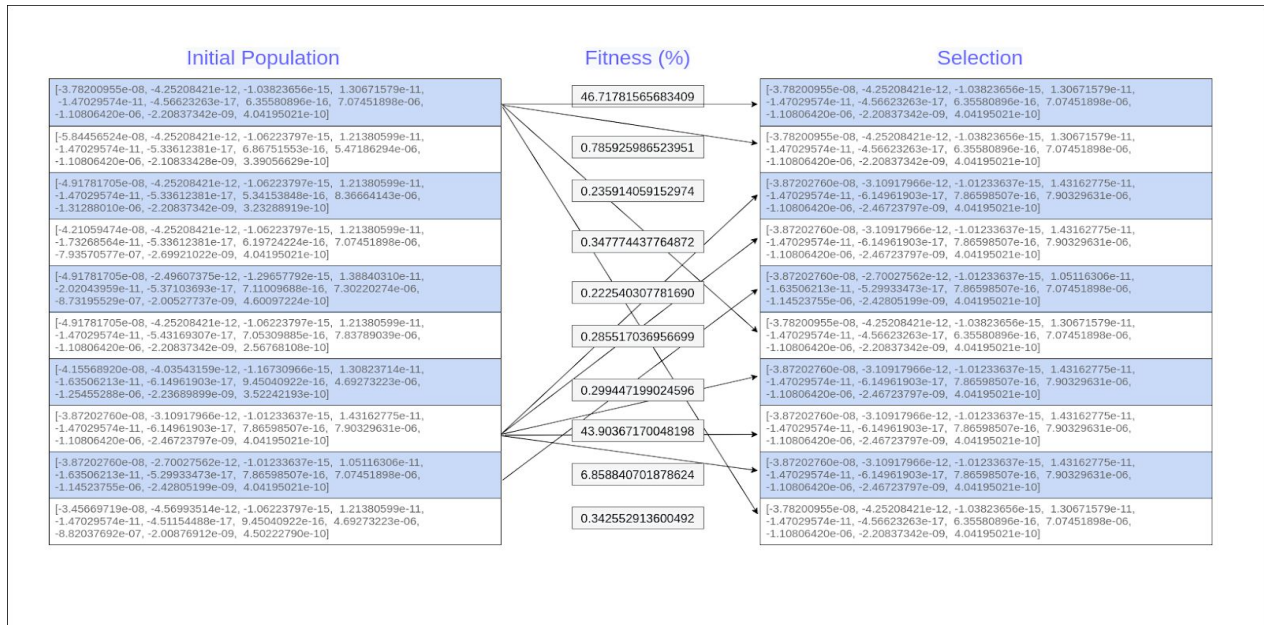 Initial Population
Fitness (%)
Selection
[-3.78200955e-08, -4.25208421e-12, -1.03823656e-15, 1.30671579e-11,
-1.47029574e-11, -4.56623263e-17, 6.35580896e-16, 7.07451898e-06,
-1.10806420e-06, -2.20837342e-09, 4.04195021e-10]
[-5.84456524e-08, -4.25208421e-12, -1.06223797e-15, 1.21380599e-11,
-1.47029574e-11, -5.33612381e-17, 6.86751553e-16, 5.47186294e-06,
-1.10806420e-06, -2.10833428e-09, 3.39056629e-10]
[-4.91781705e-08, -4.25208421e-12, -1.06223797e-15, 1.21380599e-11,
-1.47029574e-11, -5.33612381e-17, 5.34153848e-16, 8.36664143e-06,
-1.31288010e-06, -2.20837342e-09, 3.23288919e-10]
[-4.21059474e-08, -4.25208421e-12, -1.06223797e-15, 1.21380599e-11,
-1.73268564e-11, -5.33612381e-17, 6.19724224e-16, 7.07451898e-06,
-7.93570577e-07, -2.69921022e-09, 4.04195021e-10]
[-4.91781705e-08, -2.49607375e-12, -1.29657792e-15, 1.38840310e-11,
-2.02043959e-11, -5.37103693e-17, 7.11009688e-16, 7.30220274e-06,
-8.73195529e-07, -2.00527737e-09, 4.60097224e-10]
[-4.91781705e-08, -4.25208421e-12, -1.06223797e-15, 1.21380599e-11,
-1.47029574e-11, -5.43169307e-17, 7.05309885e-16, 7.83789039e-06,
-1.10806420e-06, -2.20837342e-09, 2.56768108e-10]
[-4.15568920e-08, -4.03543159e-12, -1.16730966e-15, 1.30823714e-11,
-1.63506213e-11, -6.14961903e-17, 9.45040922e-16, 4.69273223e-06,
-1.25455288e-06, -2.23689899e-09, 3.52242193e-10]
[-3.87202760e-08, -3.10917966e-12, -1.01233637e-15, 1.43162775e-11,
-1.47029574e-11, -6.14961903e-17, 7.86598507e-16, 7.90329631e-06,
-1.10806420e-06, -2.46723797e-09, 4.04195021e-10]
[-3.87202760e-08, -2.70027562e-12, -1.01233637e-15, 1.05116306e-11,
-1.63506213e-11, -5.29933473e-17, 7.86598507e-16, 7.07451898e-06,
-1.14523755e-06, -2.42805199e-09, 4.04195021e-10]
[-3.45669719e-08, -4.56993514e-12, -1.06223797e-15, 1.21380599e-11,
-1.47029574e-11, -4.51154488e-17, 9.45040922e-16, 4.69273223e-06,
-8.82037692e-07, -2.00876912e-09, 4.50222790e-10]
46.71781565683409
0.785925986523951
0.235914059152974
0.347774437764872
0.222540307781690
0.285517036956699
0.299447199024596
43.90367170048198
6.858840701878624
0.342552913600492
[-3.78200955e-08, -4.25208421e-12, -1.03823656e-15, 1.30671579e-11,
-1.47029574e-11, -4.56623263e-17, 6.35580896e-16, 7.07451898e-06,
-1.10806420e-06, -2.20837342e-09, 4.04195021e-10]
[-3.78200955e-08, -4.25208421e-12, -1.03823656e-15, 1.30671579e-11,
-1.47029574e-11, -4.56623263e-17, 6.35580896e-16, 7.07451898e-06,
-1.10806420e-06, -2.20837342e-09, 4.04195021e-10]
[-3.87202760e-08, -3.10917966e-12, -1.01233637e-15, 1.43162775e-11,
-1.47029574e-11, -6.14961903e-17, 7.86598507e-16, 7.90329631e-06,
-1.10806420e-06, -2.46723797e-09, 4.04195021e-10]
[-3.87202760e-08, -3.10917966e-12, -1.01233637e-15, 1.43162775e-11,
-1.47029574e-11, -6.14961903e-17, 7.86598507e-16, 7.90329631e-06,
-1.10806420e-06, -2.46723797e-09, 4.04195021e-10]
[-3.87202760e-08, -2.70027562e-12, -1.01233637e-15, 1.05116306e-11,
-1.63506213e-11, -5.29933473e-17, 7.86598507e-16, 7.07451898e-06,
-1.14523755e-06, -2.42805199e-09, 4.04195021e-10]
[-3.78200955e-08, -4.25208421e-12, -1.03823656e-15, 1.30671579e-11,
-1.47029574e-11, -4.56623263e-17, 6.35580896e-16, 7.07451898e-06,
-1.10806420e-06, -2.20837342e-09, 4.04195021e-10]
[-3.87202760e-08, -3.10917966e-12, -1.01233637e-15, 1.43162775e-11,
-1.47029574e-11, -6.14961903e-17, 7.86598507e-16, 7.90329631e-06,
-1.10806420e-06, -2.46723797e-09, 4.04195021e-10]
[-3.87202760e-08, -3.10917966e-12, -1.01233637e-15, 1.43162775e-11,
-1.47029574e-11, -6.14961903e-17, 7.86598507e-16, 7.90329631e-06,
-1.10806420e-06, -2.46723797e-09, 4.04195021e-10]
[-3.87202760e-08, -3.10917966e-12, -1.01233637e-15, 1.43162775e-11,
-1.47029574e-11, -6.14961903e-17, 7.86598507e-16, 7.90329631e-06,
-1.10806420e-06, -2.46723797e-09, 4.04195021e-10]
[-3.78200955e-08, -4.25208421e-12, -1.03823656e-15, 1.30671579e-11,
-1.47029574e-11, -4.56623263e-17, 6.35580896e-16, 7.07451898e-06,
-1.10806420e-06, -2.20837342e-09, 4.04195021e-10]